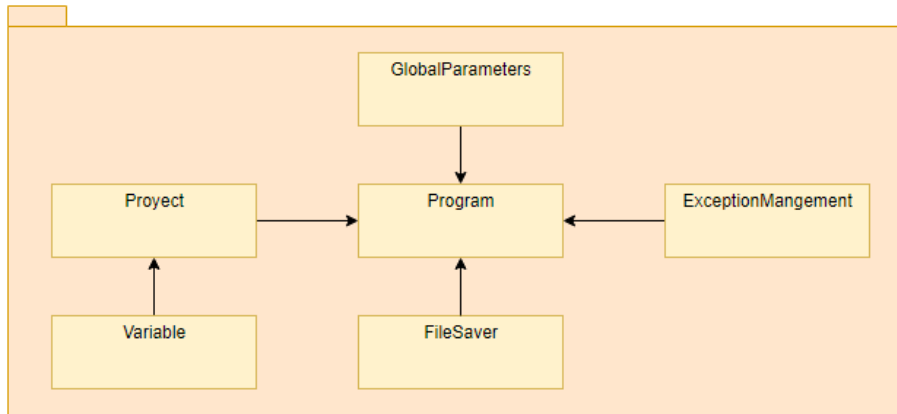 GlobalParameters
Proyect
Program
ExceptionMangement
Variable
FileSaver